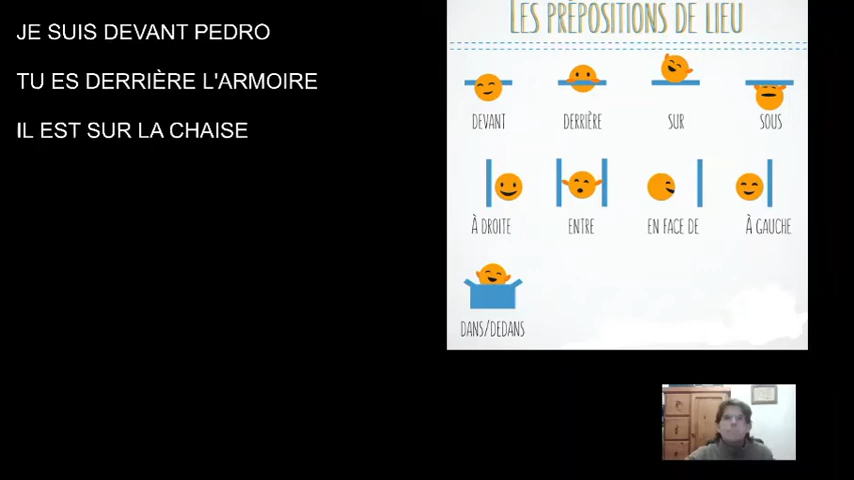 JE SUIS DEVANT PEDRO
TU ES DERRIÈRE L'ARMOIRE
IL EST SUR LA CHAISE
LES PRÉPOSITIONS DE LIEU
DEVANT DERRIÈRE SUR SOUS
À DROITE ENTRE EN FACE DE À GAUCHE
DANS/DEDANS